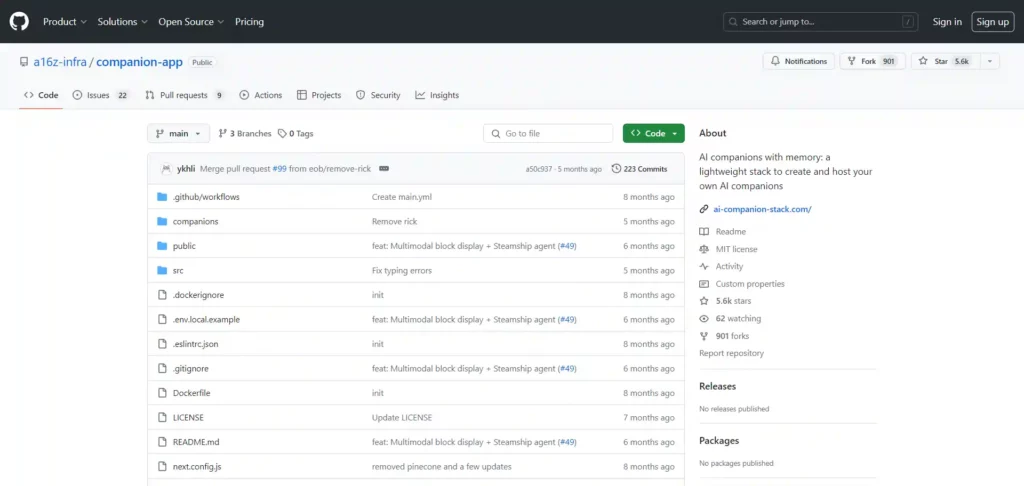 Product Solutions Open Source Pricing Search or jump to... / Sign in Sign up
a16z-infra / companion-app Public Notifications Fork 901 Star 5.6k
Code Issues 22 Pull requests 9 Actions Projects Security Insights
main 3 Branches 0 Tags Go to file Code
ykhli Merge pull request #99 from eob/remove-rick a50c937 · 5 months ago 223 Commits
.github/workflows Create main.yml 8 months ago
companions Remove rick 5 months ago
public feat: Multimodal block display + Steamship agent (#49) 6 months ago
src Fix typing errors 5 months ago
.dockerignore init 8 months ago
.env.local.example feat: Multimodal block display + Steamship agent (#49) 6 months ago
.eslintrc.json init 8 months ago
.gitignore feat: Multimodal block display + Steamship agent (#49) 6 months ago
Dockerfile init 8 months ago
LICENSE Update LICENSE 7 months ago
README.md feat: Multimodal block display + Steamship agent (#49) 6 months ago
next.config.js removed pinecone and a few updates 8 months ago
About
AI companions with memory: a
lightweight stack to create and host your
own AI companions
ai-companion-stack.com/
Readme
MIT license
Activity
Custom properties
5.6k stars
62 watching
901 forks
Report repository
Releases
No releases published
Packages
No packages published